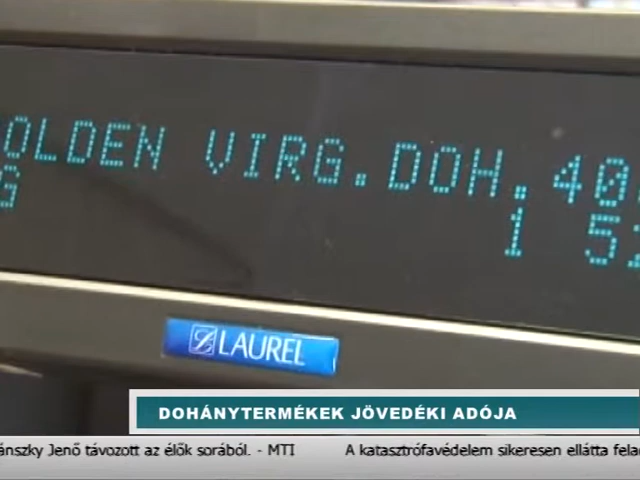 OLDEN VIRG.DOH.40
G
1 51
LAUREL
DOHÁNYTERMÉKEK JÖVEDÉKI ADÓJA
ánszky Jenő távozott az élők sorából. - MTI A katasztrófavédelem sikeresen ellátta fela